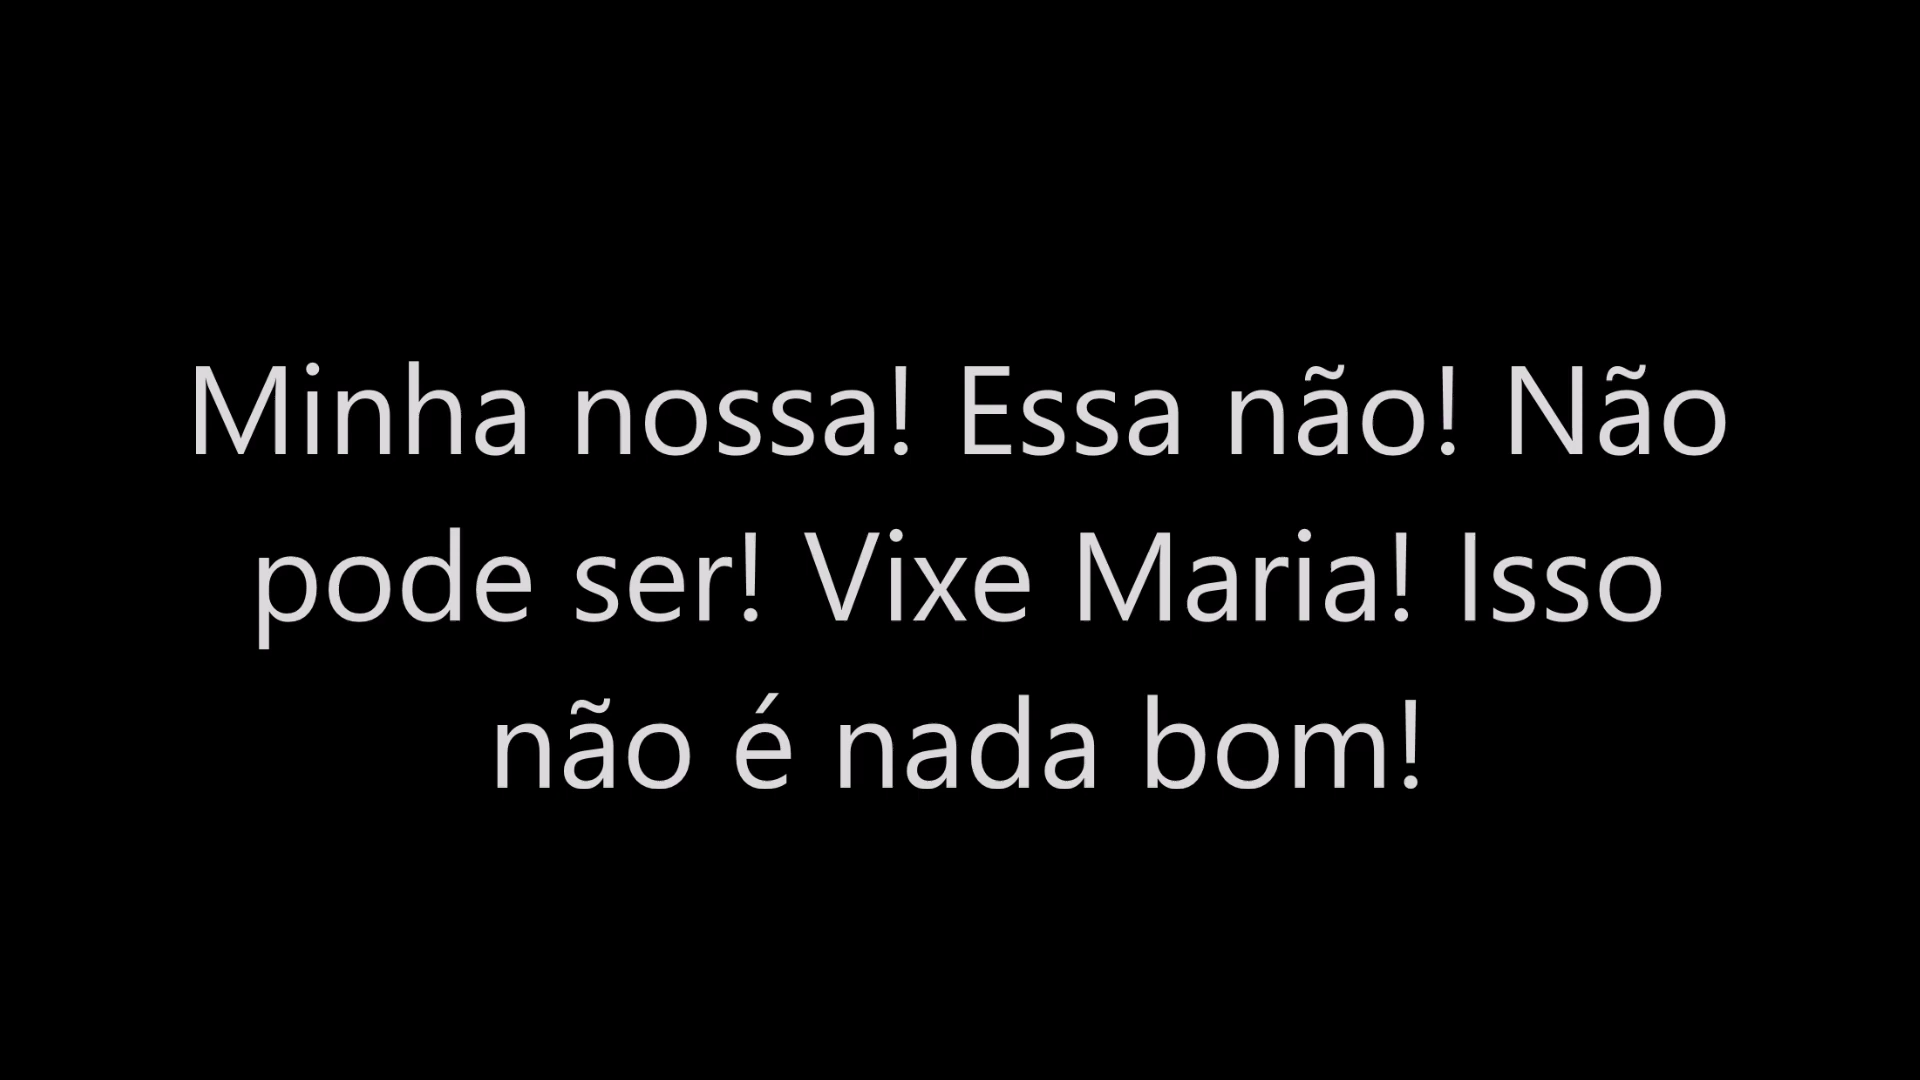 Minha nossa! Essa não! Não
pode ser! Vixe Maria! Isso
não é nada bom!